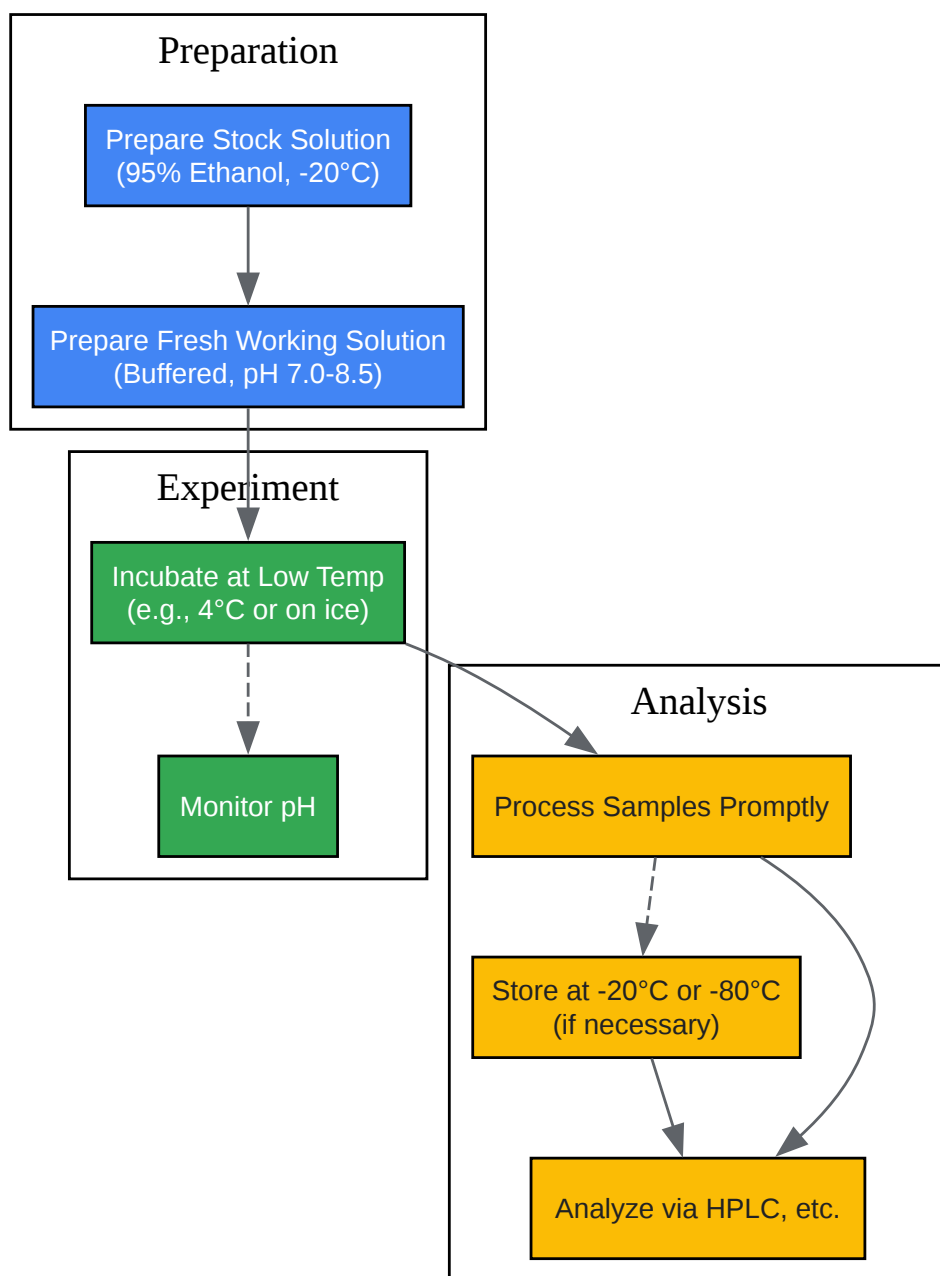 Preparation
Prepare Stock Solution
(95% Ethanol, -20°C)
Prepare Fresh Working Solution
(Buffered, pH 7.0-8.5)
Experiment
Incubate at Low Temp
(e.g., 4°C or on ice)
Monitor pH
Analysis
Process Samples Promptly
Store at -20°C or -80°C
(if necessary)
Analyze via HPLC, etc.